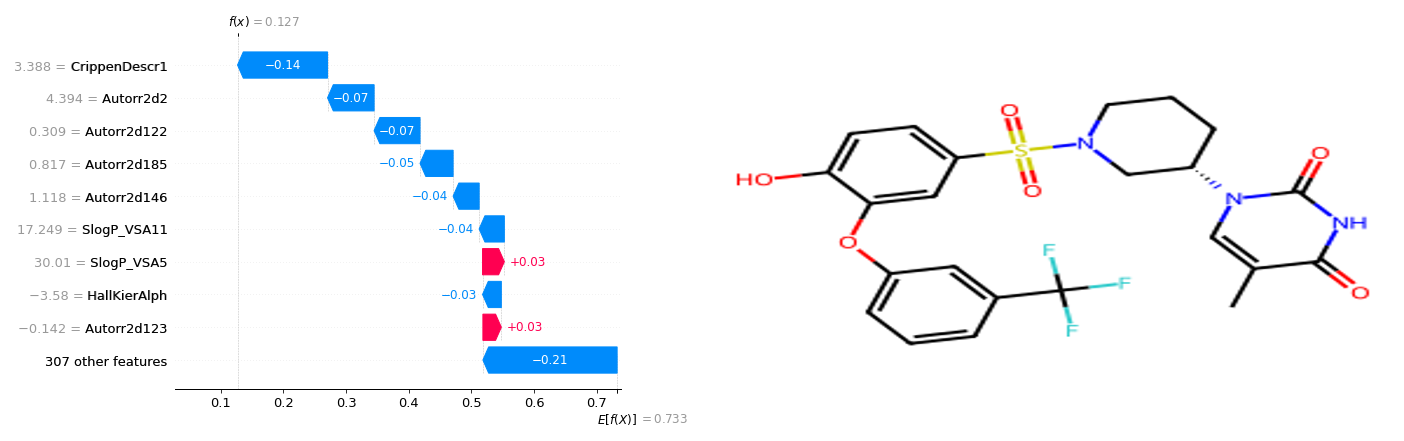 f(x) = 0.127
3.388 = CrippenDescr1
−0.14
4.394 = Autorr2d2
−0.07
0.309 = Autorr2d122
−0.07
0.817 = Autorr2d185
−0.05
1.118 = Autorr2d146
−0.04
17.249 = SlogP_VSA11
−0.04
30.01 = SlogP_VSA5
+0.03
−3.58 = HallKierAlph
−0.03
−0.142 = Autorr2d123
+0.03
307 other features
−0.21
0.1 0.2 0.3 0.4 0.5 0.6 0.7
E[f(X)] = 0.733
O
S
N
O
HO
O
N
O
NH
O
F
F
F